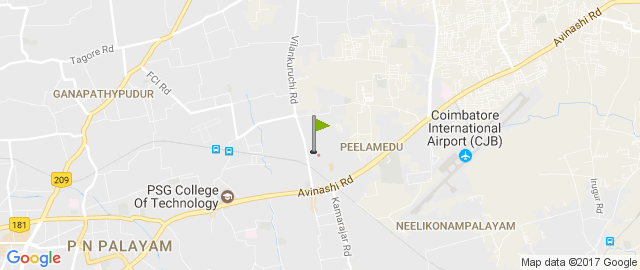 Avinashi Rd
Vilankuruchi Rd
Tagore Rd
FCI Rd
GANAPATHYPUDUR
Coimbatore
International
Airport (CJB)
PEELAMEDU
209
PSG College
Of Technology
Avinashi Rd
Irugur Rd
181
Kamarajar Rd
NEELIKONAMPALAYAM
P N PALAYAM
Google
Map data ©2017 Google